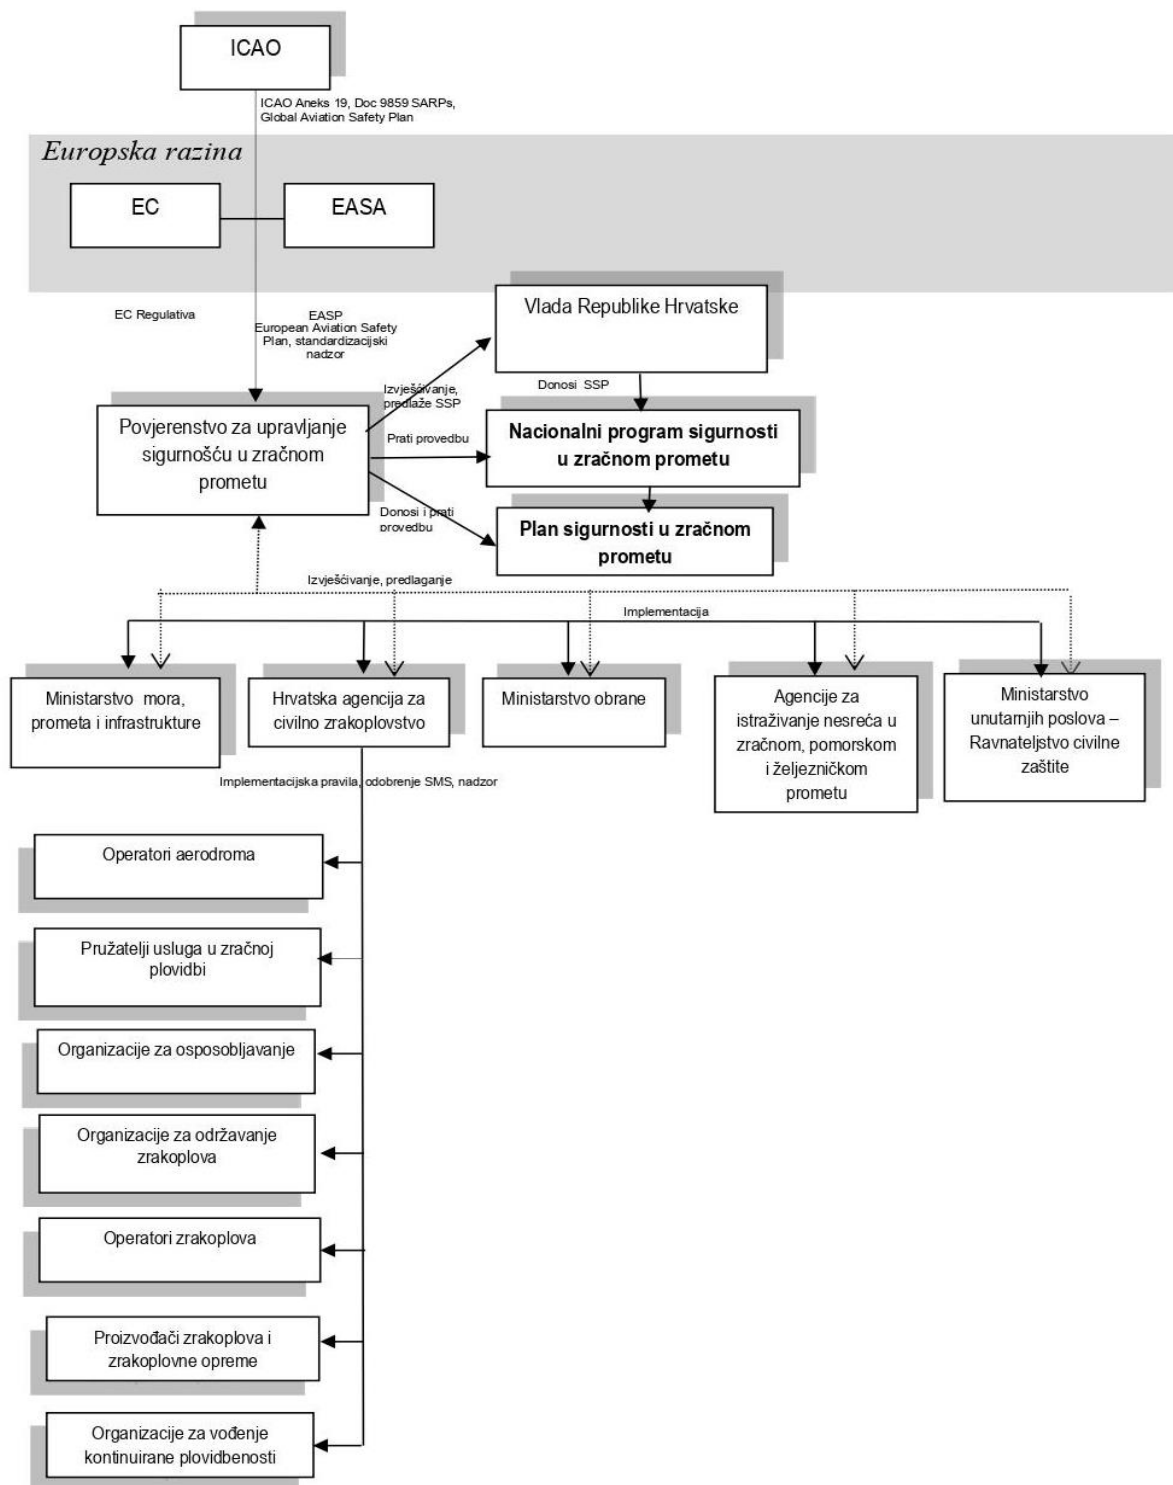 ICAO
ICAO Aneks 19, Doc 9859 SARPs,
Global Aviation Safety Plan
Europska razina
EC
EASA
EC Regulativa
EASP
European Aviation Safety
Plan, standardizacijski
nadzor
Vlada Republike Hrvatske
Izvješćivanje,
predlaže SSP
Donosi SSP
Povjerenstvo za upravljanje
sigurnošću u zračnom
prometu
Prati provedbu
Nacionalni program sigurnosti
u zračnom prometu
Donosi i prati
provedbu
Plan sigurnosti u zračnom
prometu
Izvješćivanje, predlaganje
Implementacija
Ministarstvo mora,
prometa i infrastrukture
Hrvatska agencija za
civilno zrakoplovstvo
Ministarstvo obrane
Agencije za
istraživanje nesreća u
zračnom, pomorskom
i željezničkom
prometu
Ministarstvo
unutarnjih poslova –
Ravnateljstvo civilne
zaštite
Implementacijska pravila, odobrenje SMS, nadzor
Operatori aerodroma
Pružatelji usluga u zračnoj
plovidbi
Organizacije za osposobljavanje
Organizacije za održavanje
zrakoplova
Operatori zrakoplova
Proizvođači zrakoplova i
zrakoplovne opreme
Organizacije za vođenje
kontinuirane plovidbenosti